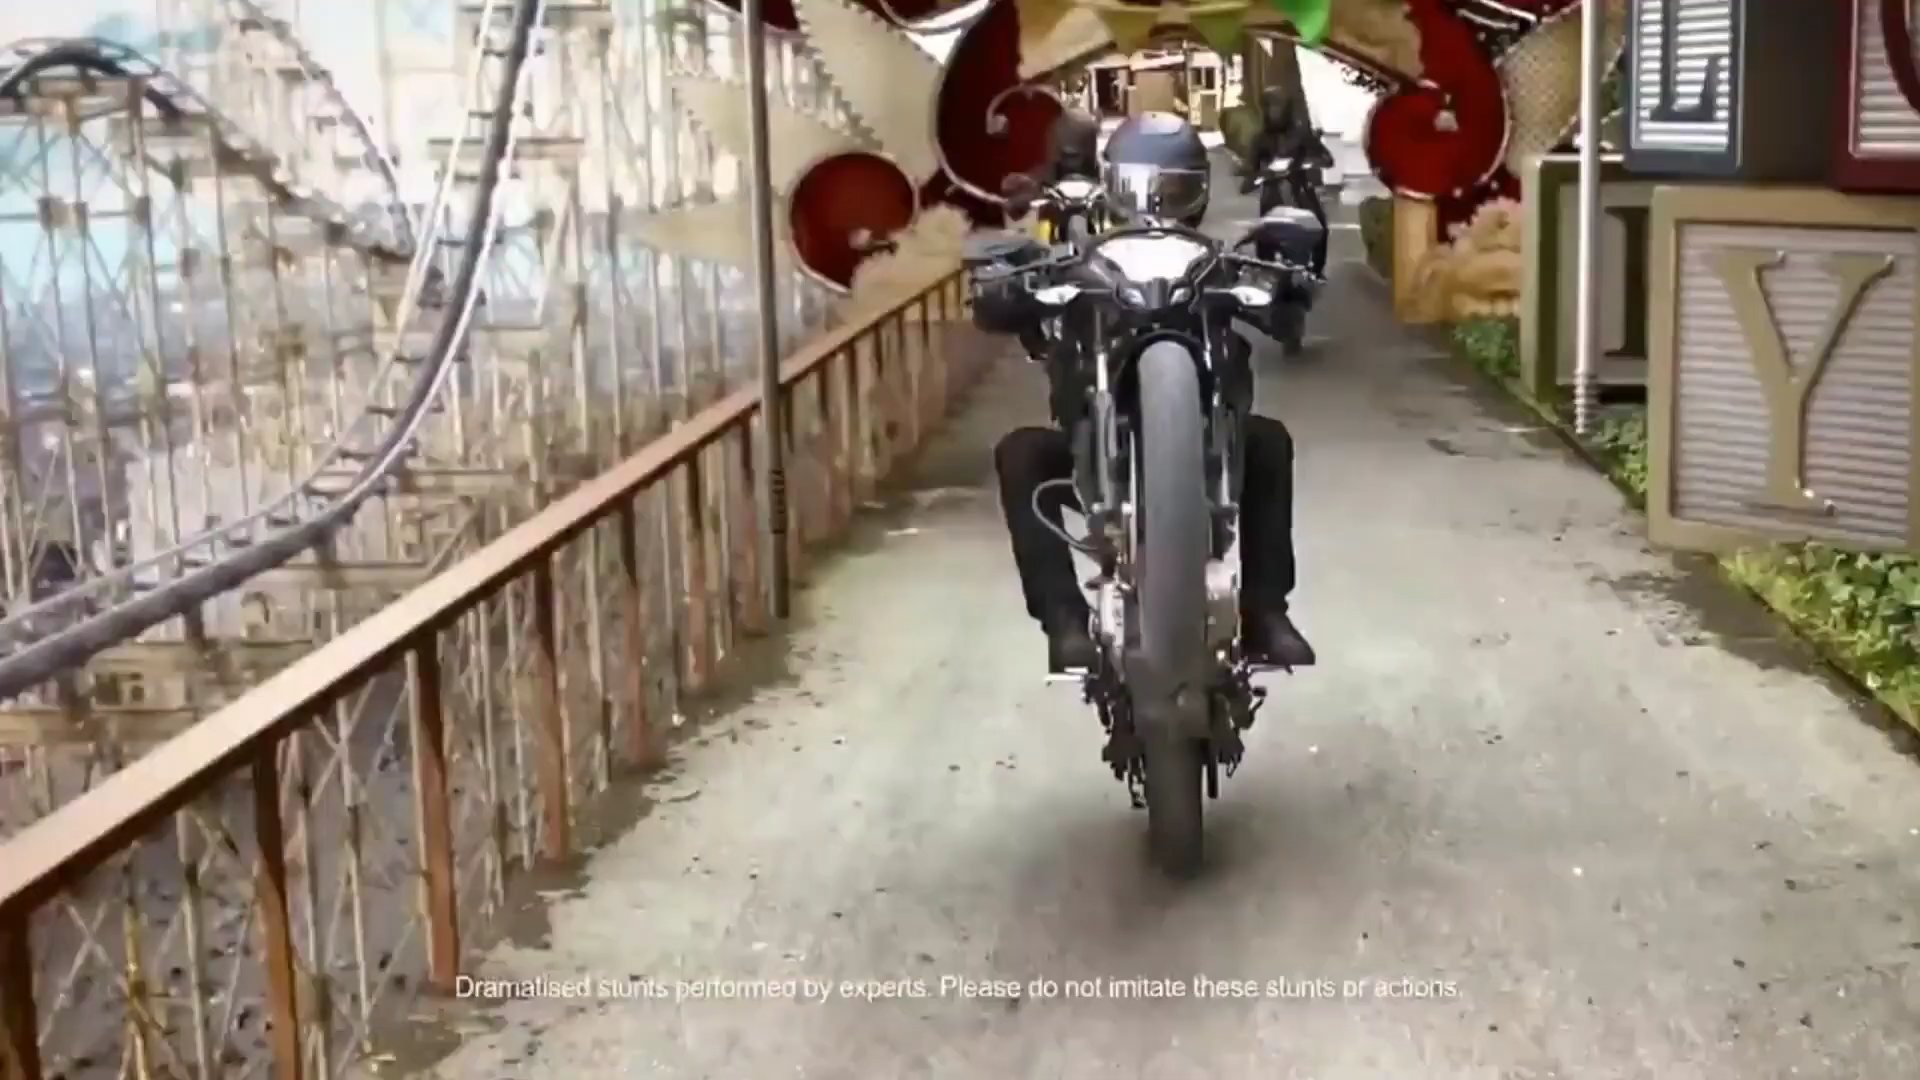 L
I
Y
Dramatised stunts performed by experts. Please do not imitate these stunts or actions.